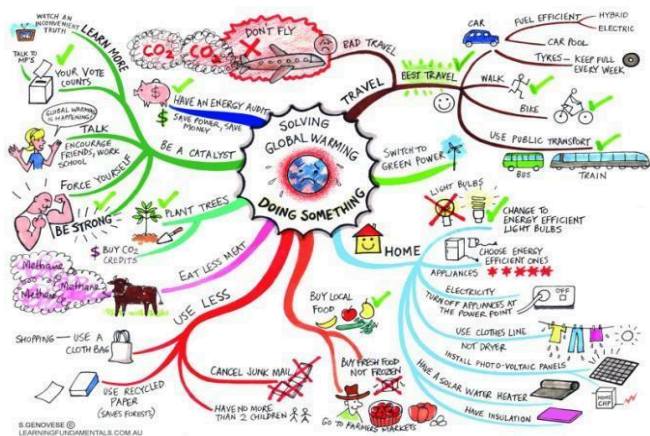 WATCH AN
INCONVENIENT
TRUTH
LEARN MORE
TALK TO
MP'S
YOUR VOTE
COUNTS
GLOBAL WARMING
IS HAPPENING!
TALK
ENCOURAGE
FRIENDS, WORK
SCHOOL
BE A CATALYST
FORCE YOURSELF
BE STRONG
CO2
CO2
DONT FLY
BAD TRAVEL
TRAVEL
BEST TRAVEL
CAR
FUEL EFFICIENT
HYBRID
ELECTRIC
CAR POOL
TYRES - KEEP FULL
EVERY WEEK
WALK
BIKE
USE PUBLIC TRANSPORT
BUS
TRAIN
HAVE AN ENERGY AUDIT
$ SAVE POWER, SAVE
MONEY
SOLVING
GLOBAL WARMING
DOING SOMETHING
SWITCH TO
GREEN POWER
PLANT TREES
$ BUY CO2
CREDITS
Methane
Methane
Methane
EAT LESS MEAT
HOME
LIGHT BULBS
CHANGE TO
ENERGY EFFICIENT
LIGHT BULBS
CHOOSE ENERGY
EFFICIENT ONES
APPLIANCES
ELECTRICITY
TURN OFF APPLIANCES AT
THE POWER POINT
OFF
USE CLOTHES LINE
NOT DRYER
INSTALL PHOTO-VOLTAIC PANELS
HAVE A SOLAR WATER HEATER
HAVE INSULATION
USE LESS
SHOPPING — USE A
CLOTH BAG
USE RECYCLED
PAPER
(SAVES FORESTS)
CANCEL JUNK MAIL
HAVE NO MORE
THAN 2 CHILDREN
BUY LOCAL
FOOD
BUY FRESH FOOD
NOT FROZEN
GO TO FARMERS MARKETS
S.GENOVESE ©
LEARNINGFUNDAMENTALS.COM.AU